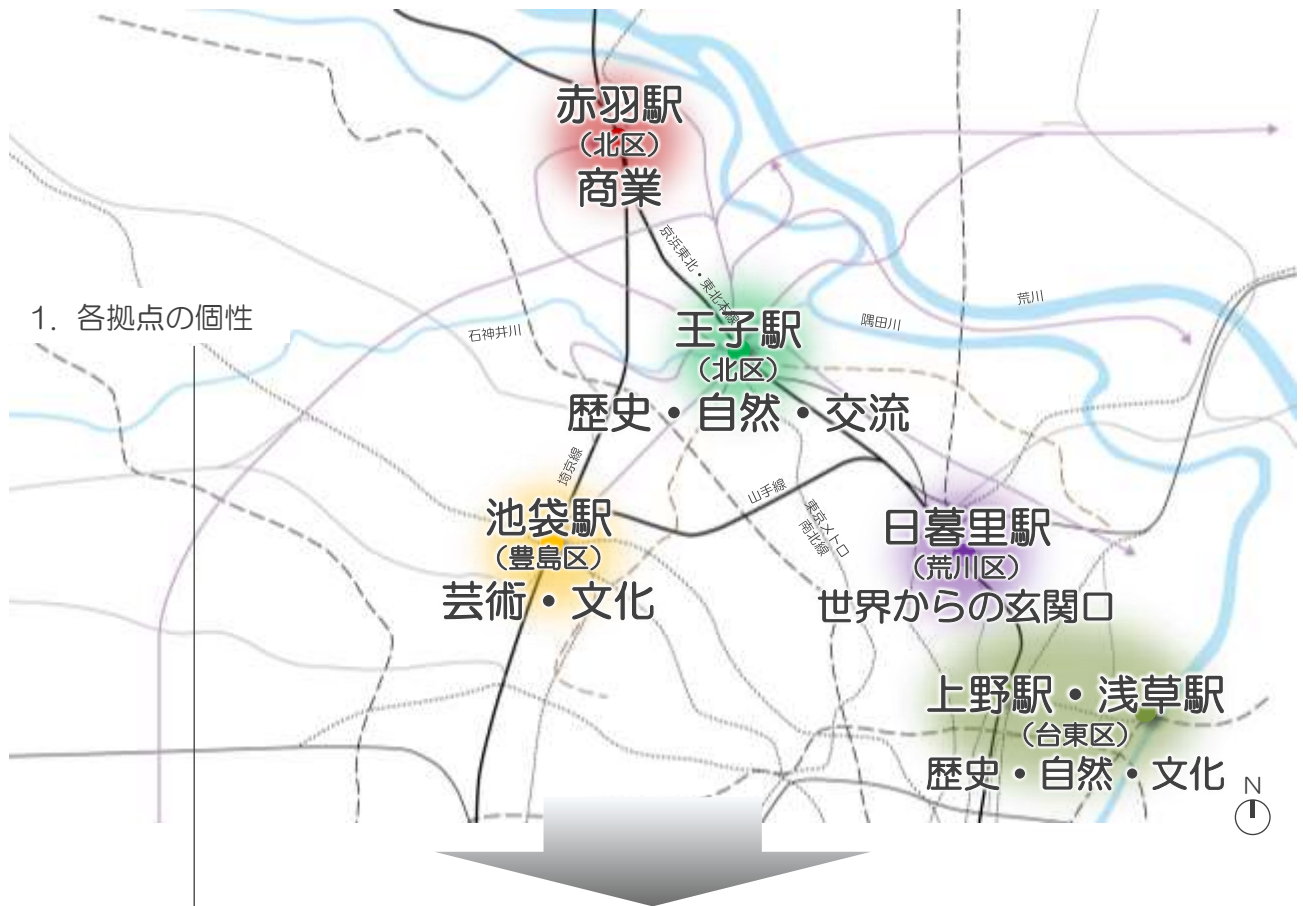 赤羽駅
（北区）
商業
京浜東北・東北本線
1. 各拠点の個性
石神井川
荒川
隅田川
王子駅
（北区）
歴史・自然・交流
埼京線
山手線
東京メトロ
南北線
池袋駅
（豊島区）
芸術・文化
日暮里駅
（荒川区）
世界からの玄関口
上野駅・浅草駅
（台東区）
歴史・自然・文化
N